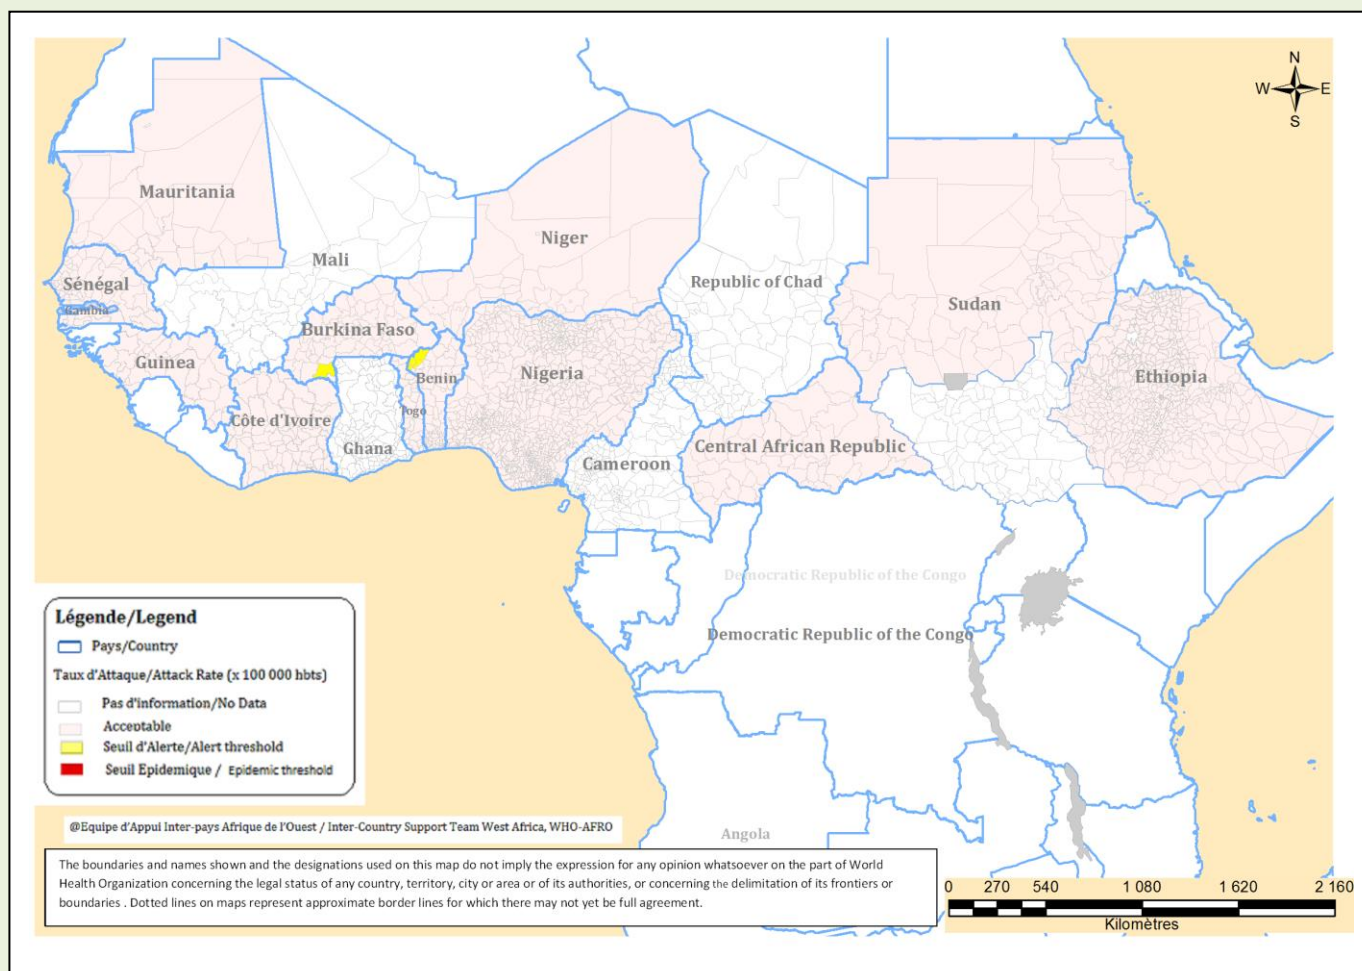 N
W E
S
Mauritania
Niger
Mali
Republic of Chad
Sénégal
Sudan
Gambia
Burkina Faso
Guinea
Nigeria
Ethiopia
Benin
Togo
Côte d'Ivoire
Ghana
Central African Republic
Cameroon
Democratic Republic of the Congo
Democratic Republic of the Congo
Angola
Légende/Legend
Pays/Country
Taux d'Attaque/Attack Rate (x 100 000 hbts)
Pas d'information/No Data
Acceptable
Seuil d'Alerte/Alert threshold
Seuil Epidemique / Epidemic threshold
@Equipe d'Appui Inter-pays Afrique de l'Ouest / Inter-Country Support Team West Africa, WHO-AFRO
The boundaries and names shown and the designations used on this map do not imply the expression for any opinion whatsoever on the part of World
Health Organization concerning the legal status of any country, territory, city or area or of its authorities, or concerning the delimitation of its frontiers or
boundaries . Dotted lines on maps represent approximate border lines for which there may not yet be full agreement.
0 270 540 1 080 1 620 2 160
Kilomètres